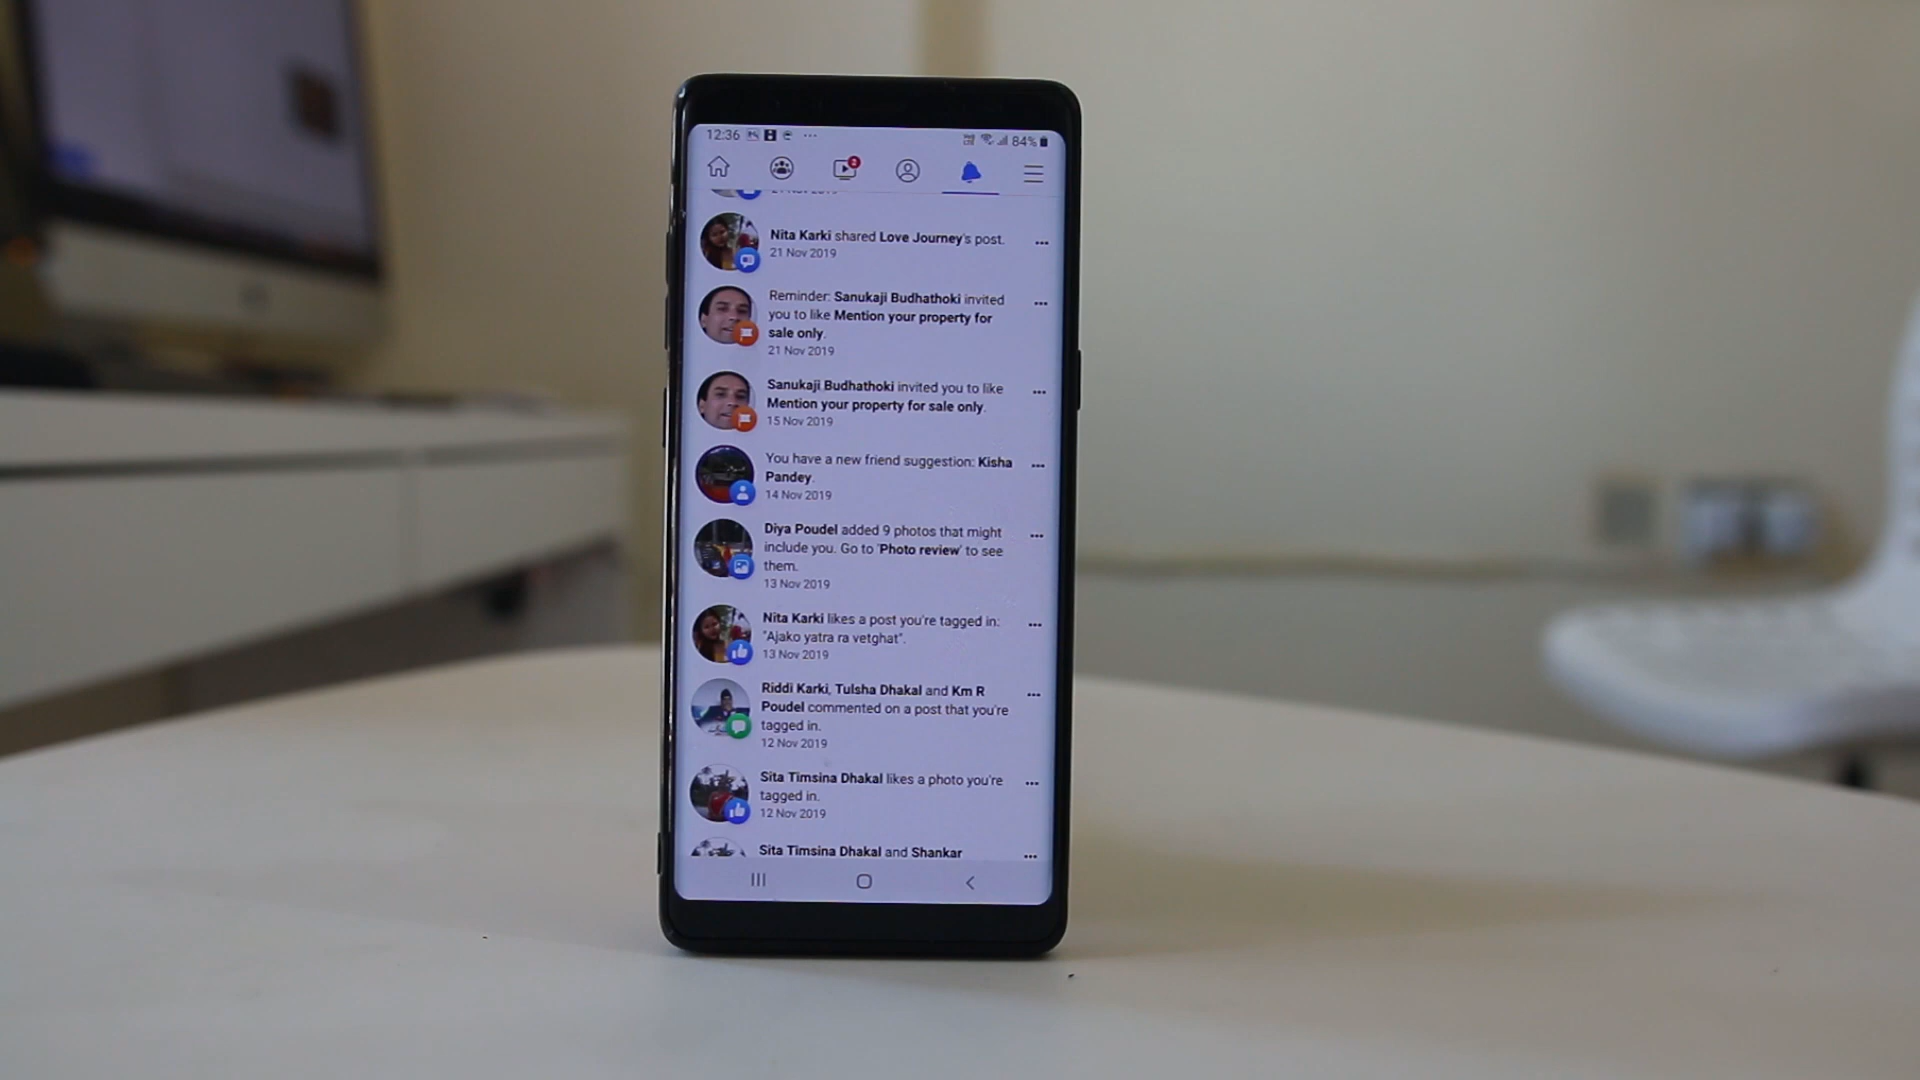 12:36
84%
2
Nita Karki shared Love Journey's post.
21 Nov 2019
Reminder: Sanukaji Budhathoki invited
you to like Mention your property for
sale only.
21 Nov 2019
Sanukaji Budhathoki invited you to like
Mention your property for sale only.
15 Nov 2019
You have a new friend suggestion: Kisha
Pandey.
14 Nov 2019
Diya Poudel added 9 photos that might
include you. Go to 'Photo review' to see
them.
13 Nov 2019
Nita Karki likes a post you're tagged in:
"Ajako yatra ra vetghat".
13 Nov 2019
Riddi Karki, Tulsha Dhakal and Km R
Poudel commented on a post that you're
tagged in.
12 Nov 2019
Sita Timsina Dhakal likes a photo you're
tagged in.
12 Nov 2019
Sita Timsina Dhakal and Shankar